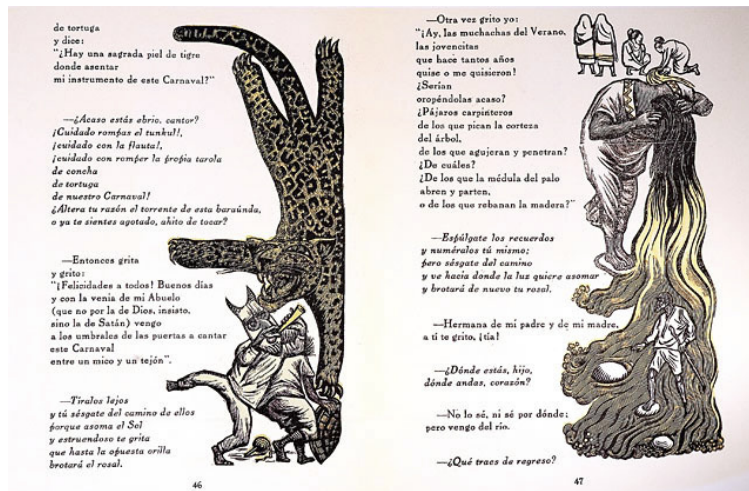 de tortuga
y dice:
"¿Hay una sagrada piel de tigre
donde asentar
mi instrumento de este Carnaval?"
—¿Acaso estás ebrio, cantor?
¡Cuidado rompas el tunkul!,
¡cuidado con la flauta!,
¡cuidado con romper la propia tarola
de concha
de tortuga
de nuestro Carnaval!
¿Altera tu razón el torrente de esta baraúnda,
o ya te sientes agotado, ahito de tocar?
—Entonces grita
y grito:
"¡Felicidades a todos! Buenos días
y con la venia de mi Abuelo
(que no por la de Dios, insisto,
sino la de Satán) vengo
a los umbrales de las puertas a cantar
este Carnaval
entre un mico y un tejón".
—Tíralos lejos
y tú sésgate del camino de ellos
porque asoma el Sol
y estruendoso te grita
que hasta la opuesta orilla
brotará el rosal.
46
—Otra vez grito yo:
"¡Ay, las muchachas del Verano,
las jovencitas
que hace tantos años
quise o me quisieron!
¿Serían
oropéndolas acaso?
¿Pájaros carpinteros
de los que pican la corteza
del árbol,
de los que agujeran y penetran?
¿De cuáles?
¿De los que la médula del palo
abren y parten,
o de los que rebanan la madera?"
—Espúlgate los recuerdos
y numéralos tú mismo;
pero sésgate del camino
y ve hacia donde la luz quiere asomar
y brotará de nuevo tu rosal.
—Hermana de mi padre y de mi madre,
a ti te grito, ¡tía!
—¿Dónde estás, hijo,
dónde andas, corazón?
—No lo sé, ni sé por dónde;
pero vengo del río.
—¿Qué traes de regreso?
47